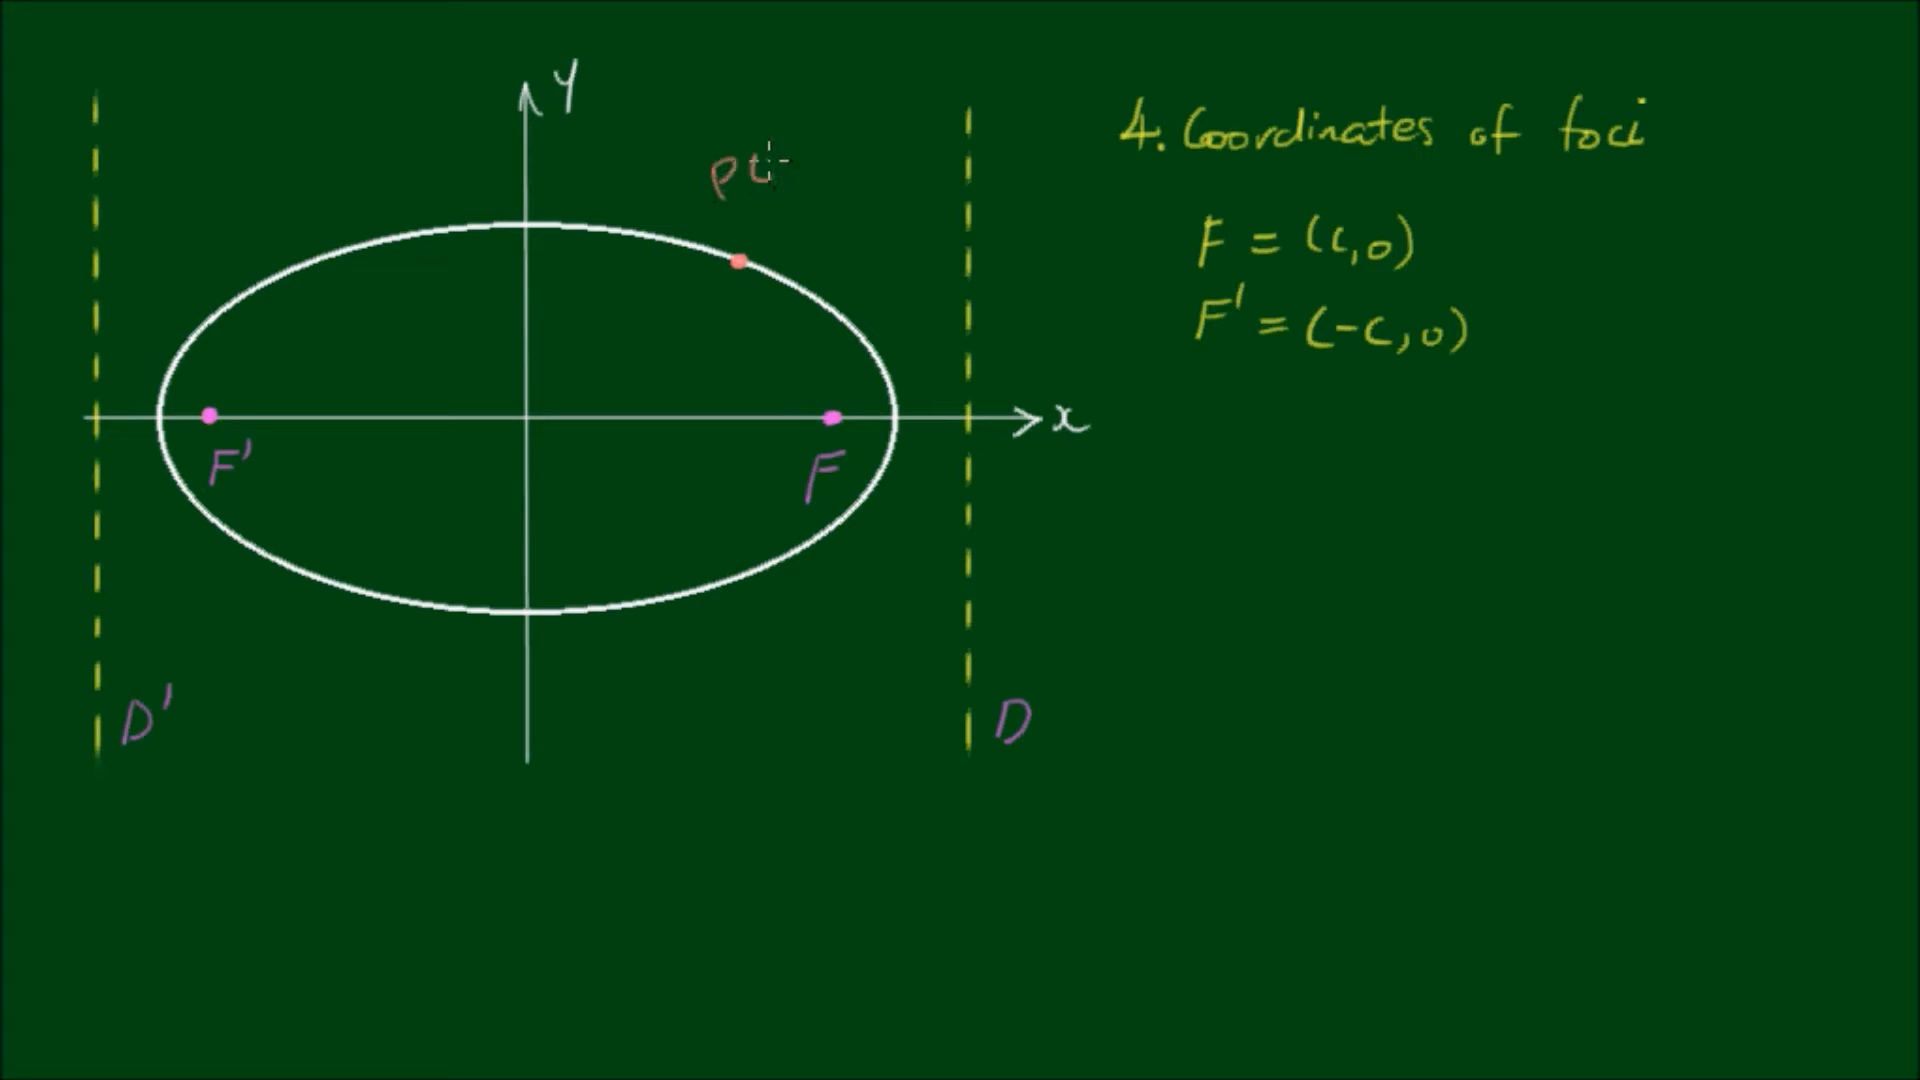 y
4. Coordinates of foci
P
F = (c,0)
F' = (-c,0)
x
F'
F
D'
D